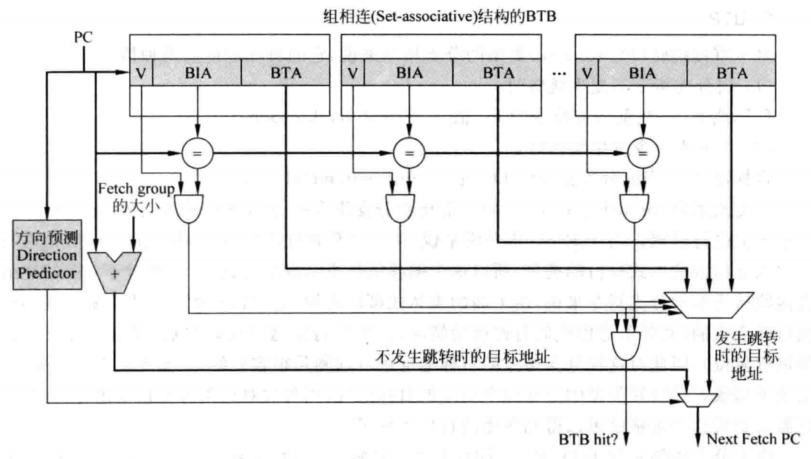 组相连(Set-associative)结构的BTB
PC
V BIA BTA V BIA BTA ... V BIA BTA
= = =
Fetch group
的大小
方向预测
Direction
Predictor
+
不发生跳转时的目标地址
发生跳转
时的目标
地址
BTB hit?
Next Fetch PC